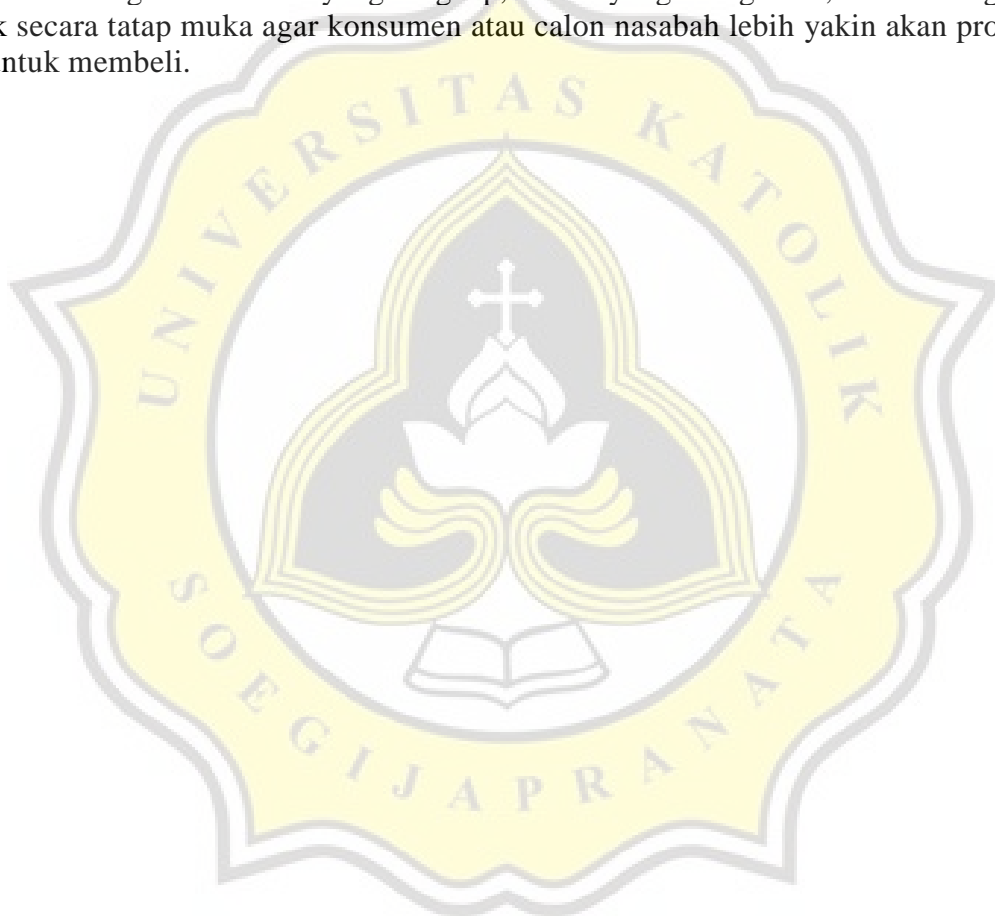 k secara tatap muka agar konsumen atau calon nasabah lebih yakin akan pro
ntuk membeli.
UNIVERSITAS KATOLIK
SOEGIJAPRANATA